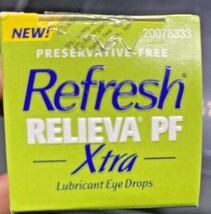 NEW!
20078333
PRESERVATIVE-FREE
Refresh®
RELIEVA® PF
Xtra
Lubricant Eye Drops